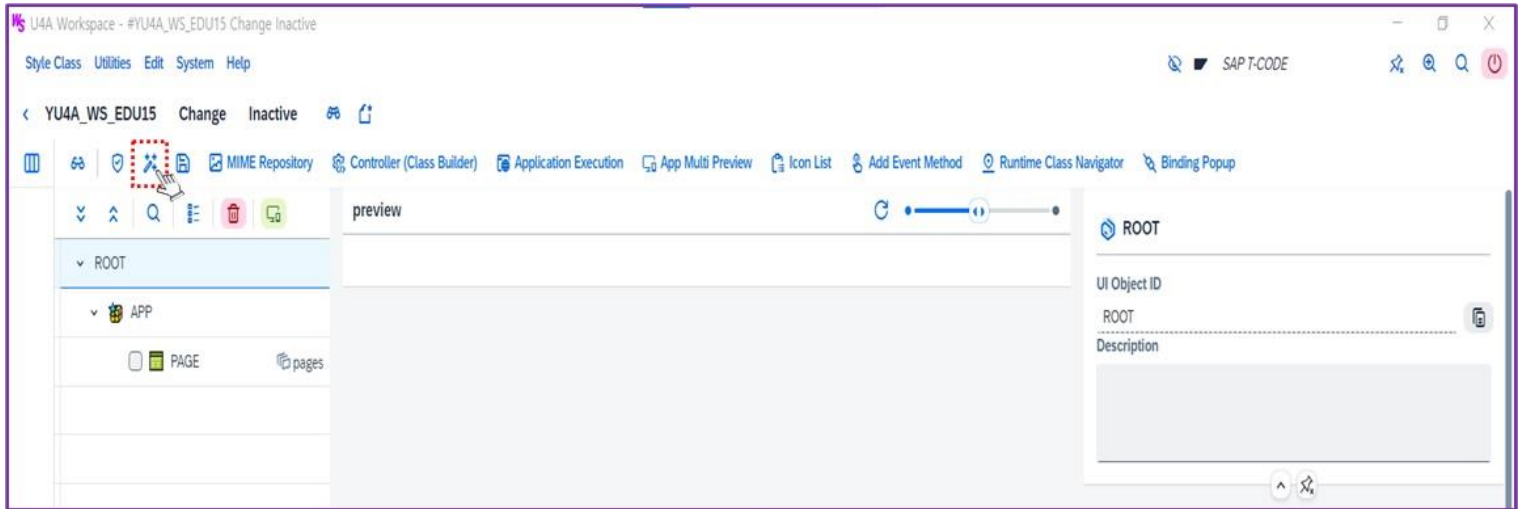 U4A Workspace - #YU4A_WS_EDU15 Change Inactive
Style Class Utilities Edit System Help
SAP T-CODE
YU4A_WS_EDU15 Change Inactive
MIME Repository Controller (Class Builder) Application Execution App Multi Preview Icon List Add Event Method Runtime Class Navigator Binding Popup
preview
ROOT
ROOT
UI Object ID
APP
ROOT
Description
PAGE pages